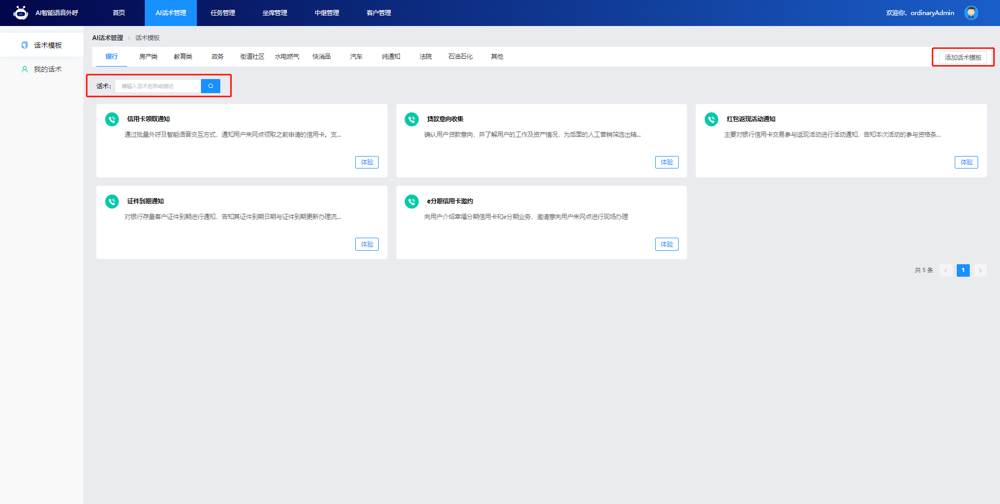 AI智能语音外呼 首页 AI话术管理 任务管理 坐席管理 中继管理 客户管理 欢迎你，ordinaryAdmin
话术模板
我的话术
AI话术管理 > 话术模板
银行 房产类 教育类 政务 街道社区 水电燃气 快消品 汽车 纯通知 法院 石油石化 其他 添加话术模板
话术： 请输入话术名称或描述
信用卡领取通知
通过批量外呼及智能语音交互方式，通知用户来网点领取之前申请的信用卡。支...
体验
贷款意向收集
确认用户贷款意向，并了解用户的工作及资产情况，为后面的人工营销筛选出精...
体验
红包返现活动通知
主要对银行信用卡交易参与返现活动进行活动通知，告知本次活动的参与资格条...
体验
证件到期通知
对银行存量客户证件到期进行通知，告知其证件到期日期与证件到期更新办理流...
体验
e分期信用卡邀约
向用户介绍幸福分期信用卡和e分期业务，邀请意向用户来网点进行现场办理
体验
共 5 条 < 1 >